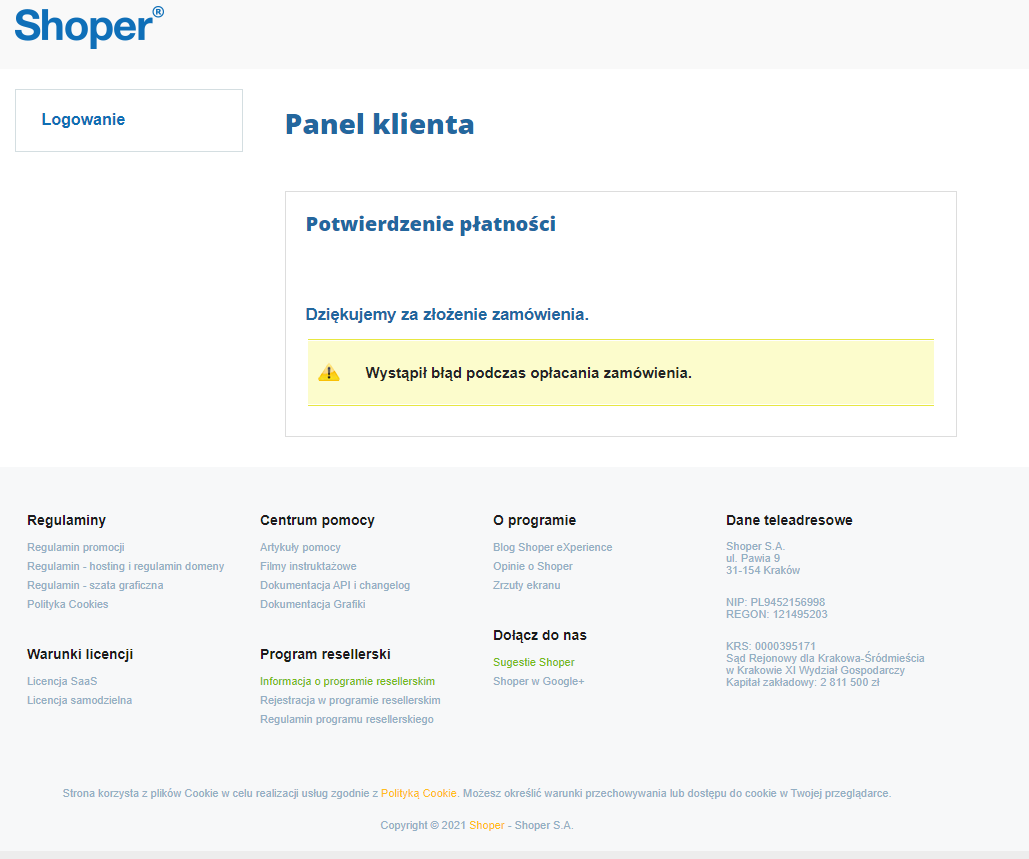 Shoper®
Logowanie
Panel klienta
Potwierdzenie płatności
Dziękujemy za złożenie zamówienia.
Wystąpił błąd podczas opłacania zamówienia.
Regulaminy
Regulamin promocji
Regulamin - hosting i regulamin domeny
Regulamin - szata graficzna
Polityka Cookies
Warunki licencji
Licencja SaaS
Licencja samodzielna
Centrum pomocy
Artykuły pomocy
Filmy instruktażowe
Dokumentacja API i changelog
Dokumentacja Grafiki
Program resellerski
Informacja o programie resellerskim
Rejestracja w programie resellerskim
Regulamin programu resellerskiego
O programie
Blog Shoper eXperience
Opinie o Shoper
Zrzuty ekranu
Dołącz do nas
Sugestie Shoper
Shoper w Google+
Dane teleadresowe
Shoper S.A.
ul. Pawia 9
31-154 Kraków
NIP: PL9452156998
REGON: 121495203
KRS: 0000395171
Sąd Rejonowy dla Krakowa-Śródmieścia
w Krakowie XI Wydział Gospodarczy
Kapitał zakładowy: 2 811 500 zł
Strona korzysta z plików Cookie w celu realizacji usług zgodnie z Polityką Cookie. Możesz określić warunki przechowywania lub dostępu do cookie w Twojej przeglądarce.
Copyright © 2021 Shoper - Shoper S.A.